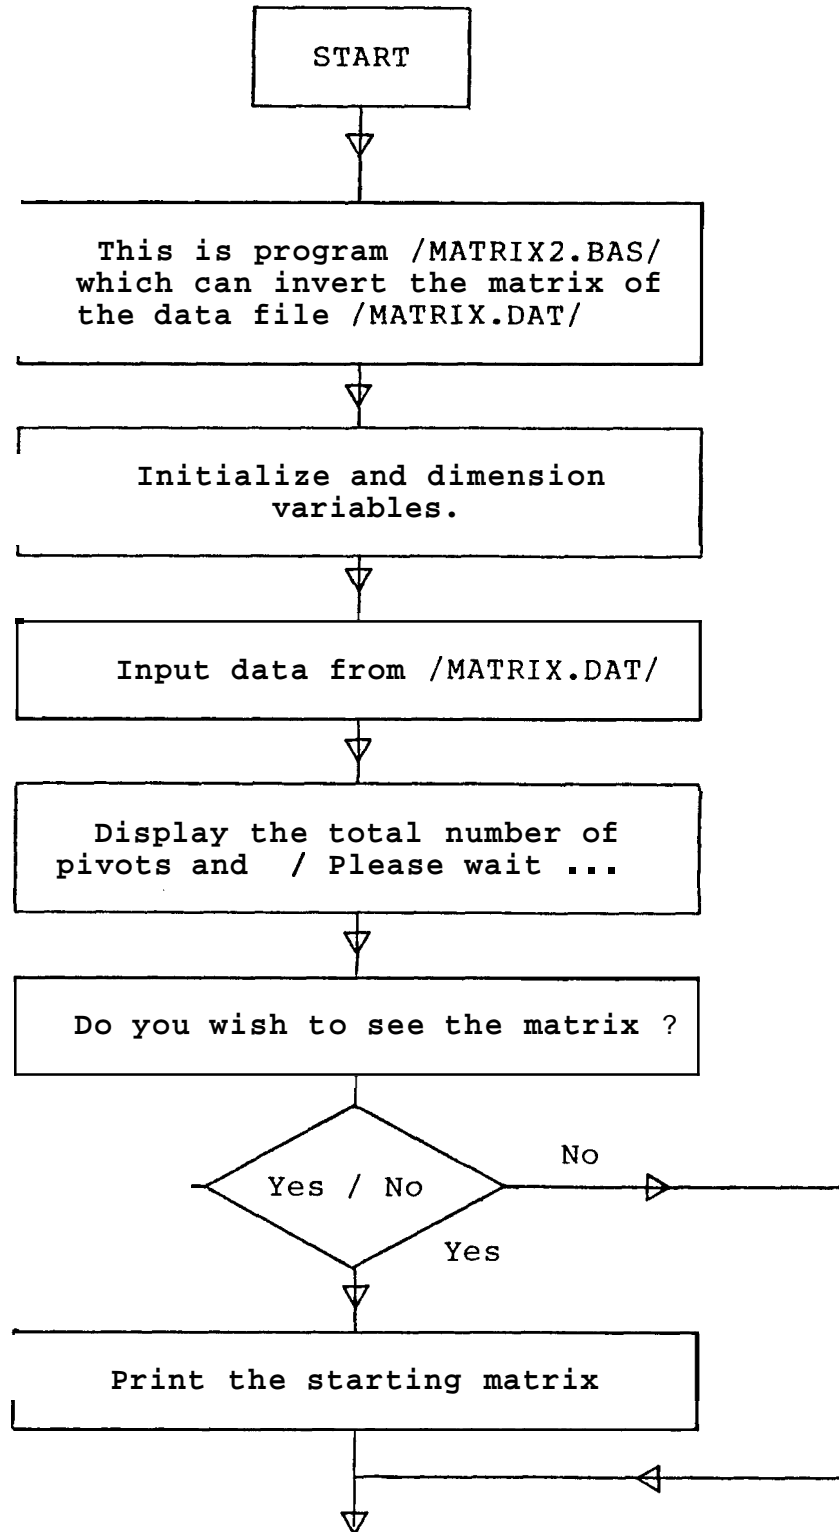 START
This is program /MATRIX2.BAS/
which can invert the matrix of
the data file /MATRIX.DAT/
Initialize and dimension
variables.
Input data from /MATRIX.DAT/
Display the total number of
pivots and / Please wait ...
Do you wish to see the matrix ?
No
Yes / No
Yes
Print the starting matrix